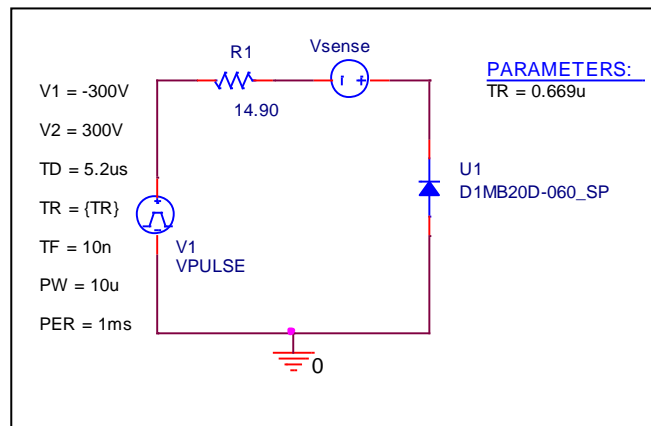 R1
Vsense
PARAMETERS:
TR = 0.669u
V1 = -300V
14.90
V2 = 300V
TD = 5.2us
U1
D1MB20D-060_SP
TR = {TR}
TF = 10n
V1
VPULSE
PW = 10u
PER = 1ms
0